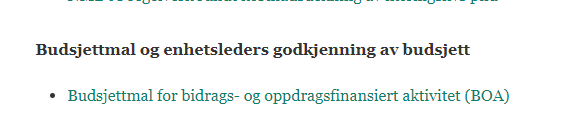 Budsjettmal og enhetsleders godkjenning av budsjett
Budsjettmal for bidrags- og oppdragsfinansiert aktivitet (BOA)